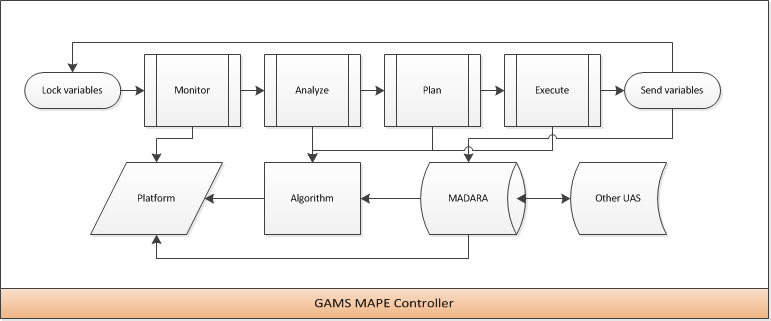 Lock variables
Monitor
Analyze
Plan
Execute
Send variables
Platform
Algorithm
MADARA
Other UAS
GAMS MAPE Controller